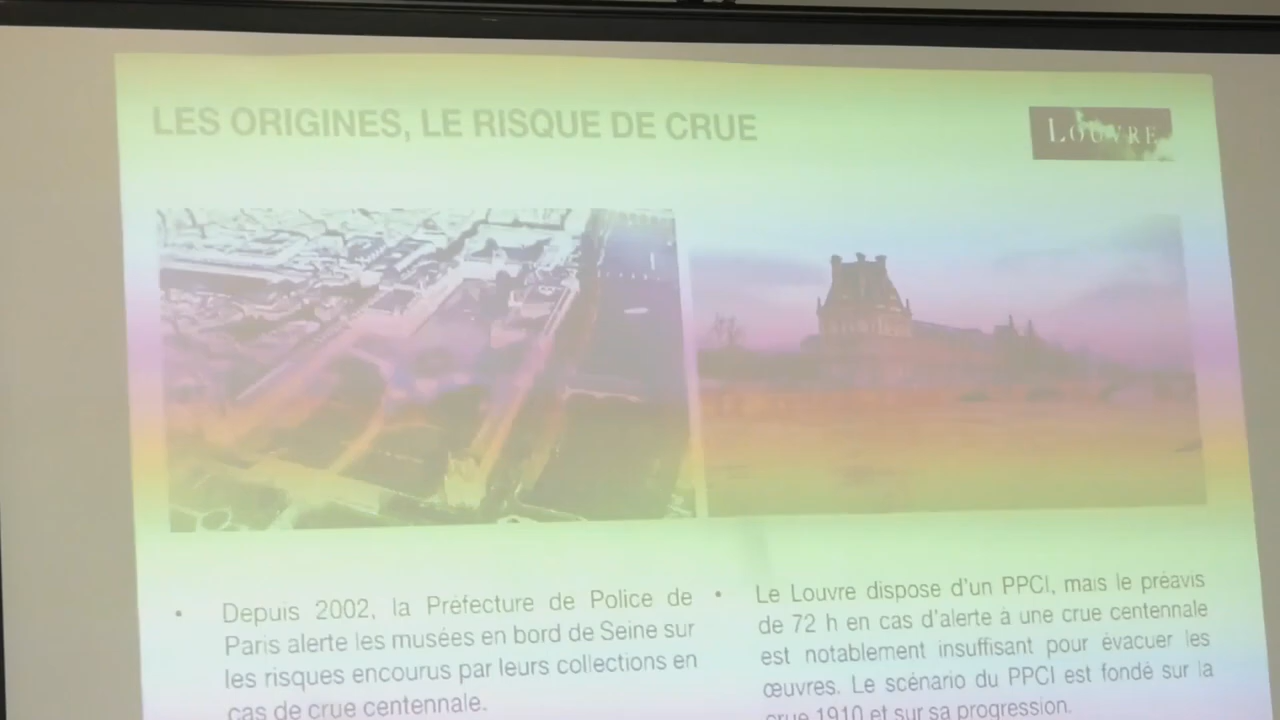 LES ORIGINES, LE RISQUE DE CRUE
LOUVRE
• Depuis 2002, la Préfecture de Police de
Paris alerte les musées en bord de Seine sur
les risques encourus par leurs collections en
cas de crue centennale.
• Le Louvre dispose d'un PPCI, mais le préavis
de 72 h en cas d'alerte à une crue centennale
est notablement insuffisant pour évacuer les
œuvres. Le scénario du PPCI est fondé sur la
crue 1910 et sur sa progression.